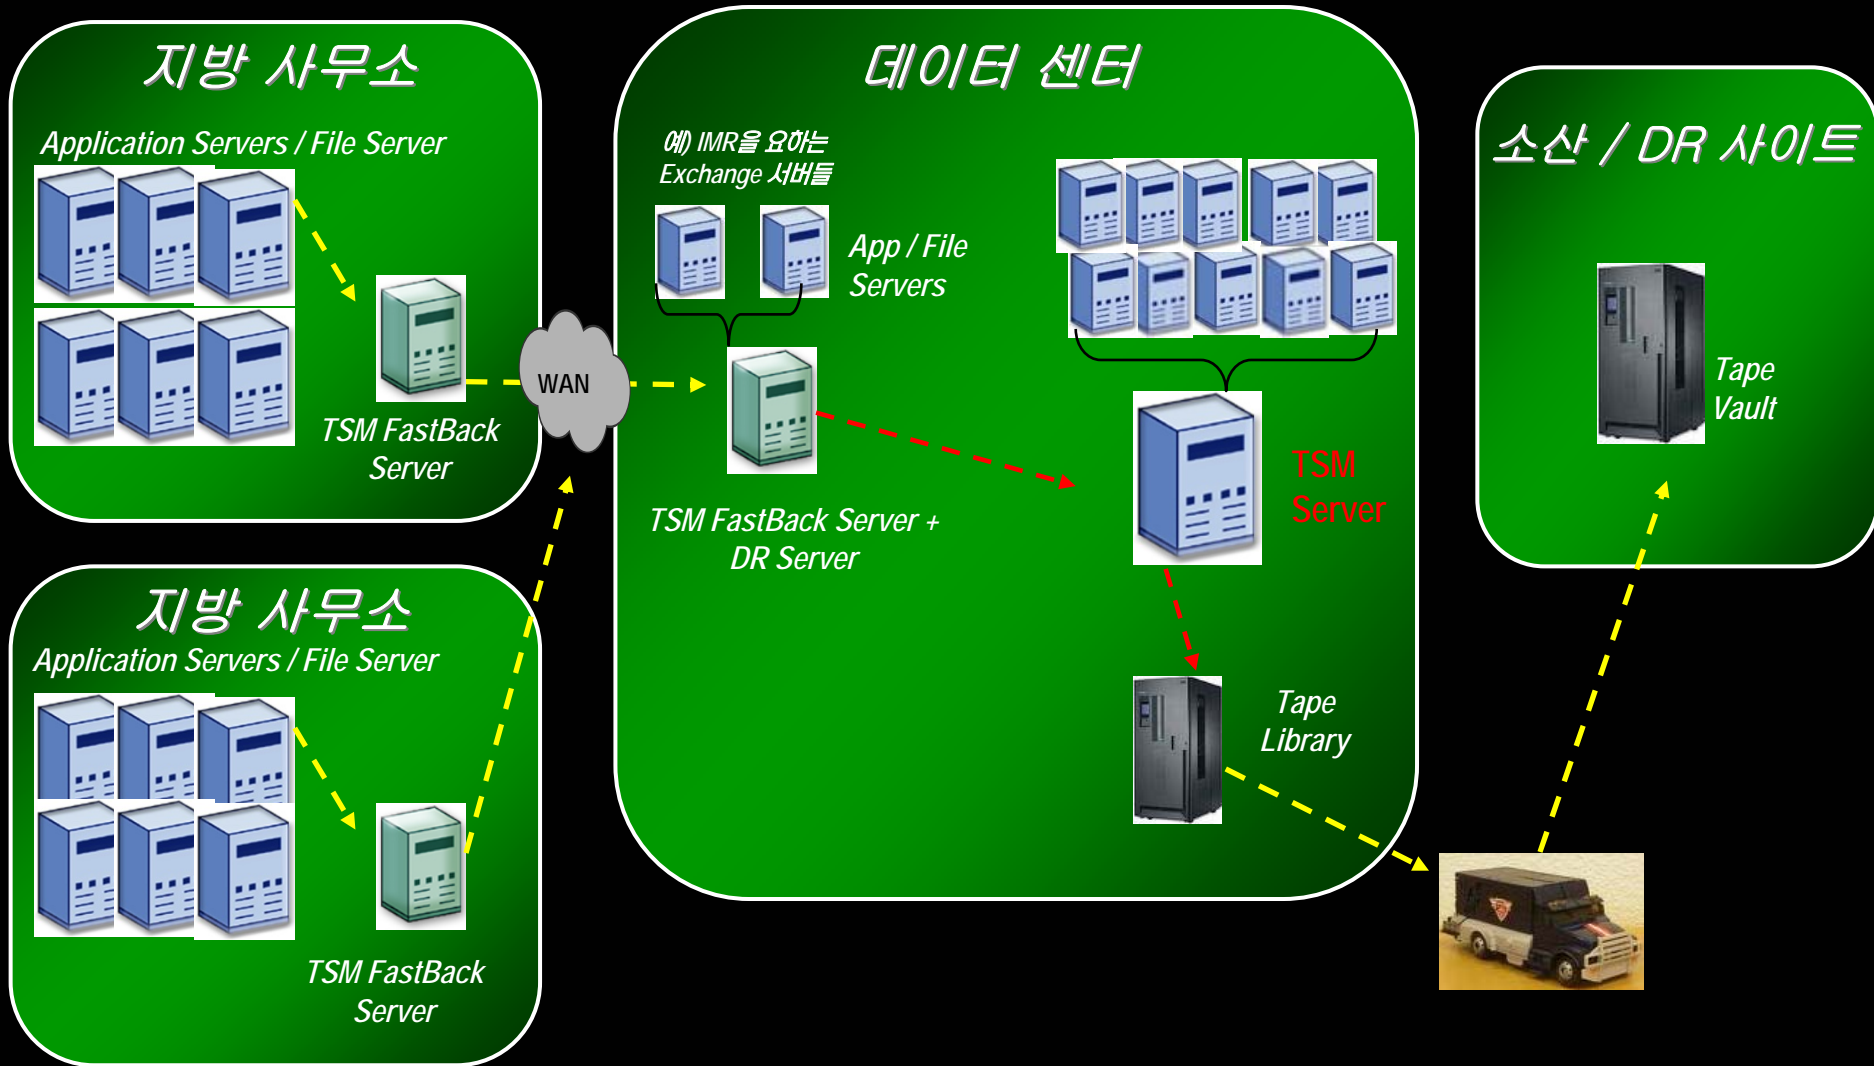 지방 사무소
Application Servers / File Server
TSM FastBack
Server
지방 사무소
Application Servers / File Server
TSM FastBack
Server
WAN
데이터 센터
예) IMR을 요하는
Exchange 서버들
App / File
Servers
TSM FastBack Server +
DR Server
TSM
Server
Tape
Library
소산 / DR 사이트
Tape
Vault